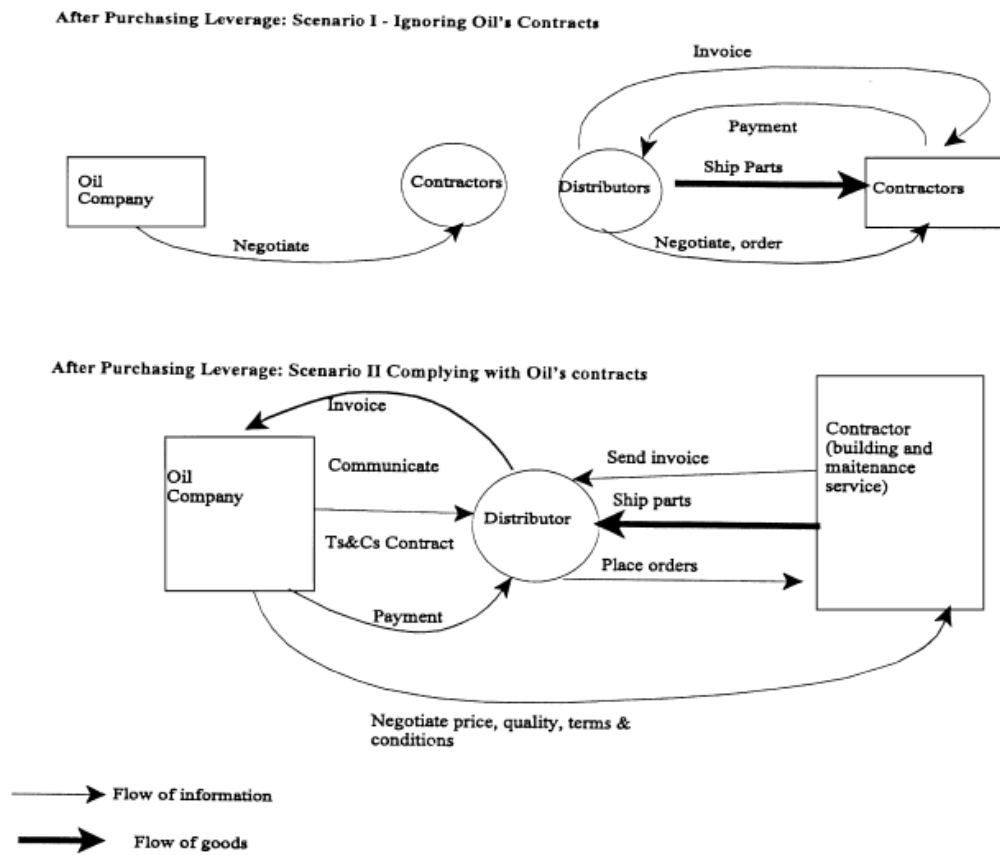 After Purchasing Leverage: Scenario I - Ignoring Oil's Contracts
Invoice
Payment
Oil
Company
Contractors
Distributors
Ship Parts
Contractors
Negotiate
Negotiate, order
After Purchasing Leverage: Scenario II Complying with Oil's contracts
Invoice
Oil
Company
Communicate
Ts&Cs Contract
Payment
Distributor
Send invoice
Ship parts
Place orders
Contractor
(building and
maitenance
service)
Negotiate price, quality, terms &
conditions
Flow of information
Flow of goods